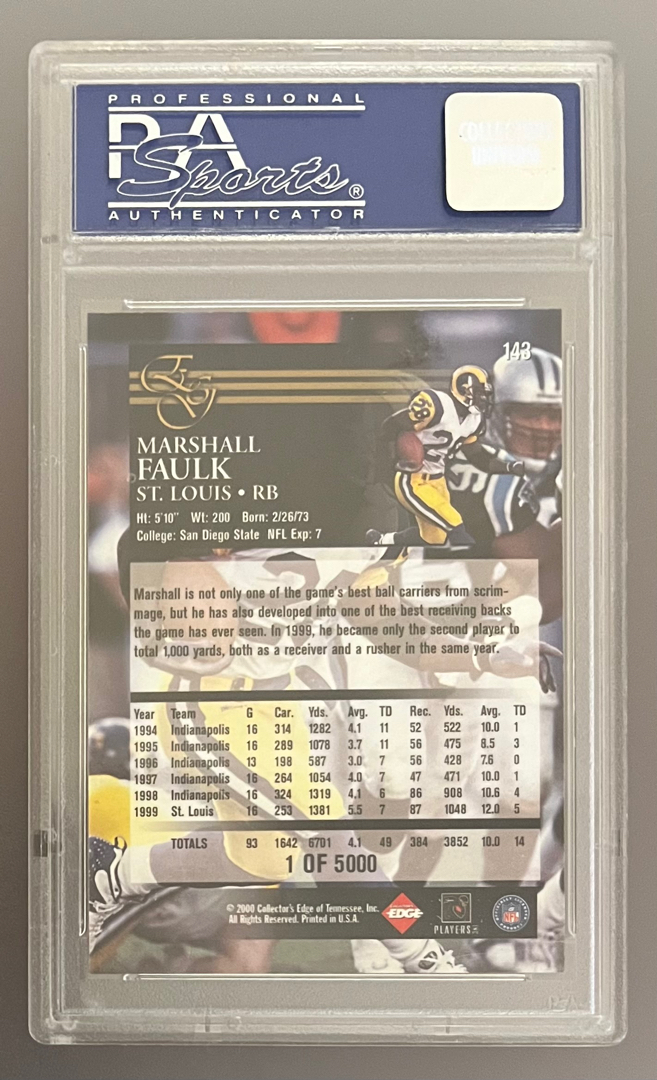 PROFESSIONAL
PSA
Sports®
AUTHENTICATOR
COLLECTORS
UNIVERSE
143
EG
MARSHALL
FAULK
ST. LOUIS • RB
Ht: 5'10" Wt: 200 Born: 2/26/73
College: San Diego State NFL Exp: 7
28
Marshall is not only one of the game's best ball carriers from scrim-
mage, but he has also developed into one of the best receiving backs
the game has ever seen. In 1999, he became only the second player to
total 1,000 yards, both as a receiver and a rusher in the same year.
Year Team G Car. Yds. Avg. TD Rec. Yds. Avg. TD
1994 Indianapolis 16 314 1282 4.1 11 52 522 10.0 1
1995 Indianapolis 16 289 1078 3.7 11 56 475 8.5 3
1996 Indianapolis 13 198 587 3.0 7 56 428 7.6 0
1997 Indianapolis 16 264 1054 4.0 7 47 471 10.0 1
1998 Indianapolis 16 324 1319 4.1 6 86 908 10.6 4
1999 St. Louis 16 253 1381 5.5 7 87 1048 12.0 5
TOTALS 93 1642 6701 4.1 49 384 3852 10.0 14
1 OF 5000
© 2000 Collector's Edge of Tennessee, Inc.
All Rights Reserved. Printed in U.S.A.
EDGE
PLAYERS INC
NFL
PSA